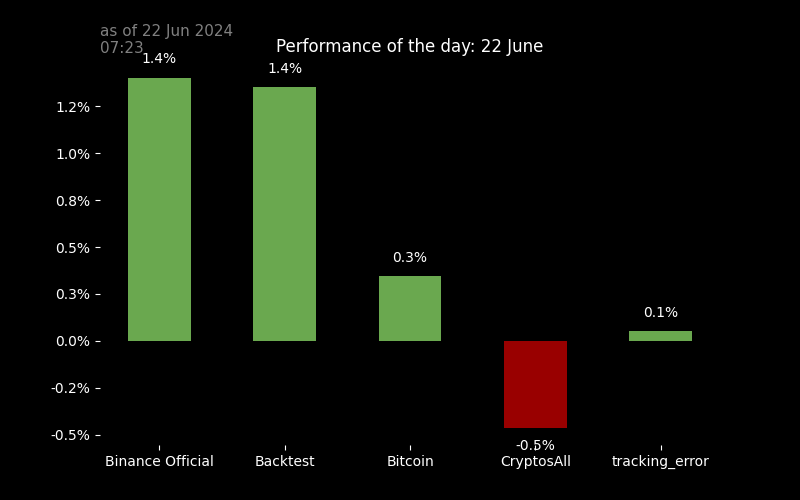 as of 22 Jun 2024
07:23
Performance of the day: 22 June
1.4%
1.4%
0.3%
-0.5%
0.1%
1.2%
1.0%
0.8%
0.5%
0.3%
0.0%
-0.2%
-0.5%
Binance Official
Backtest
Bitcoin
CryptosAll
tracking_error